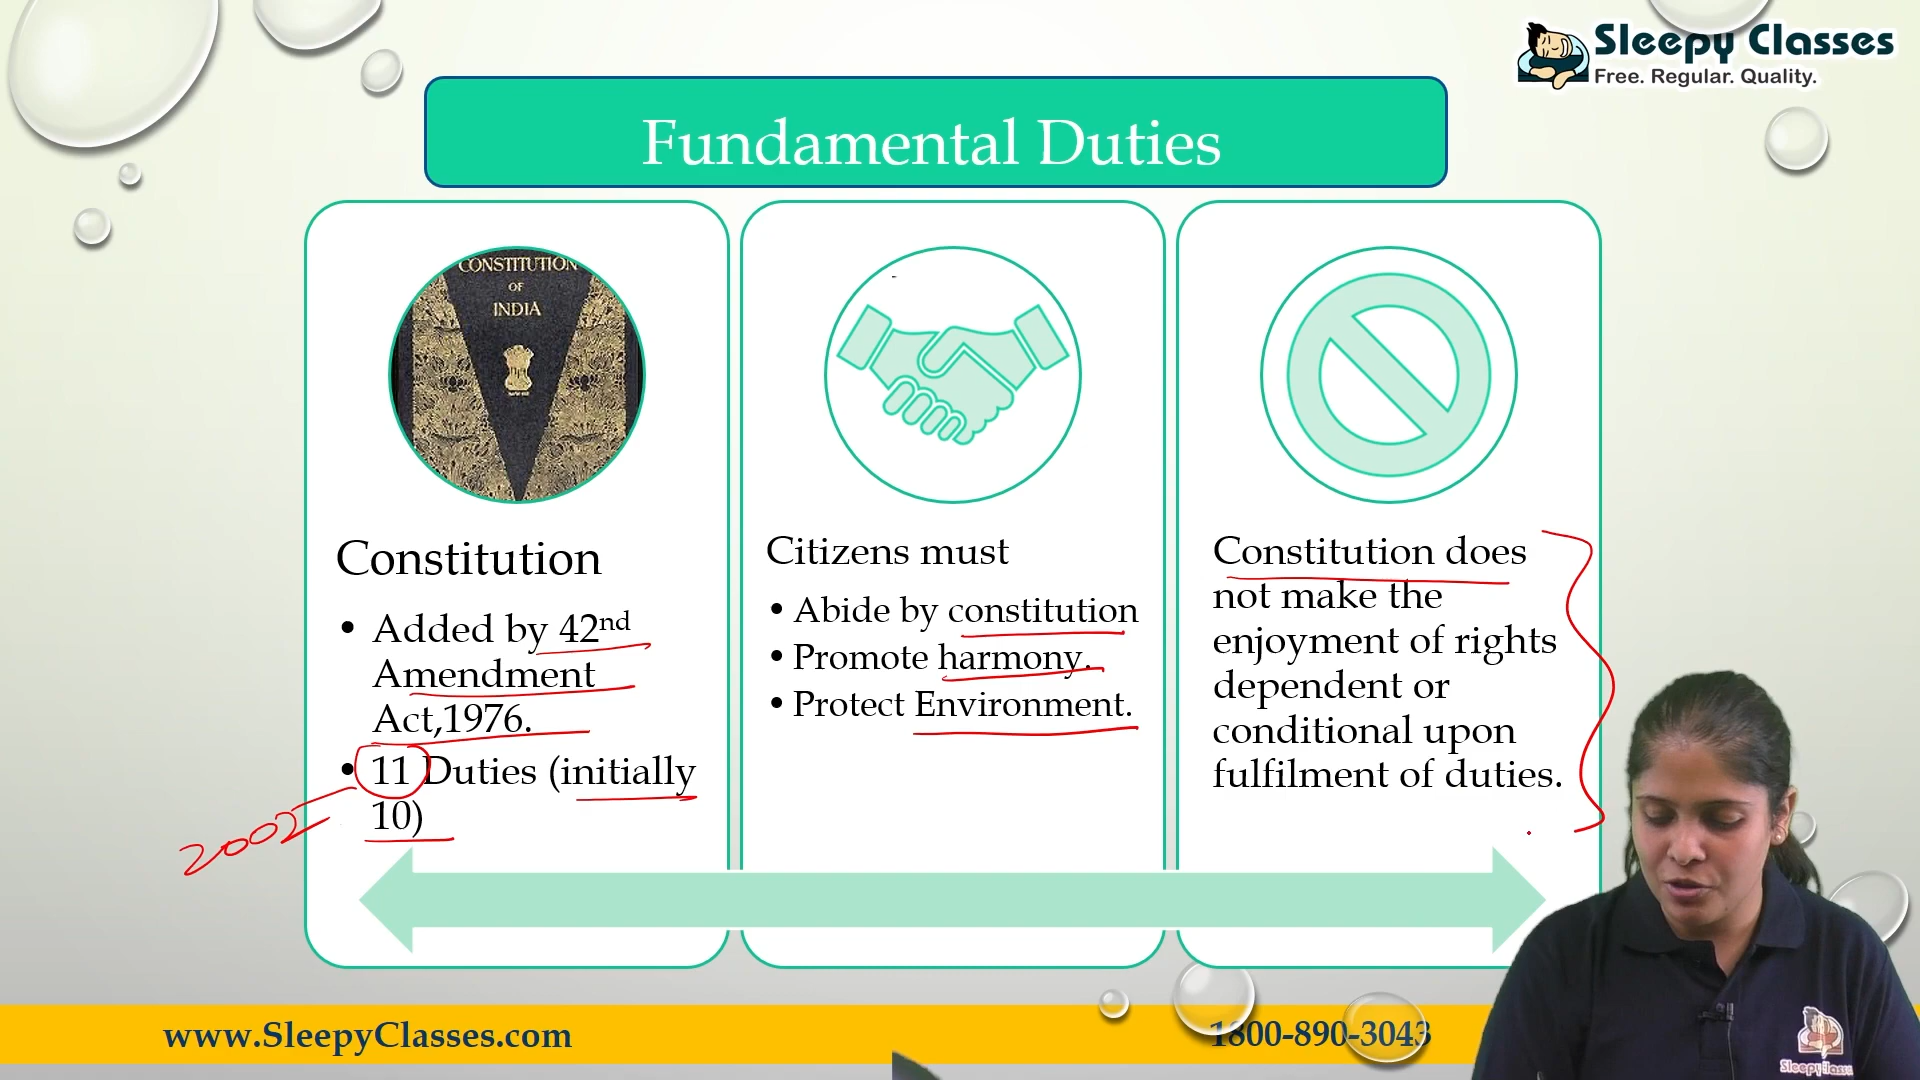 Sleepy Classes
Free. Regular. Quality.
Fundamental Duties
CONSTITUTION
OF
INDIA
Constitution
• Added by 42nd
Amendment
Act,1976.
• 11 Duties (initially
10)
2002
Citizens must
• Abide by constitution
• Promote harmony.
• Protect Environment.
Constitution does
not make the
enjoyment of rights
dependent or
conditional upon
fulfilment of duties.
www.SleepyClasses.com
1800-890-3043
Sleepy Classes